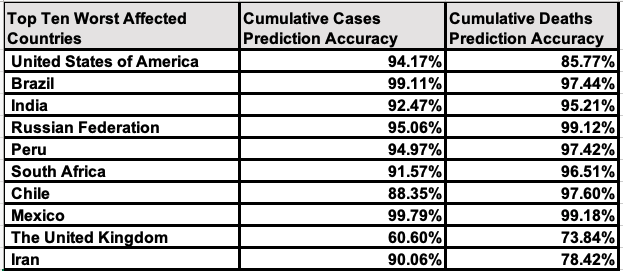 Top Ten Worst Affected Countries Cumulative Cases Prediction Accuracy Cumulative Deaths Prediction Accuracy
United States of America 94.17% 85.77%
Brazil 99.11% 97.44%
India 92.47% 95.21%
Russian Federation 95.06% 99.12%
Peru 94.97% 97.42%
South Africa 91.57% 96.51%
Chile 88.35% 97.60%
Mexico 99.79% 99.18%
The United Kingdom 60.60% 73.84%
Iran 90.06% 78.42%